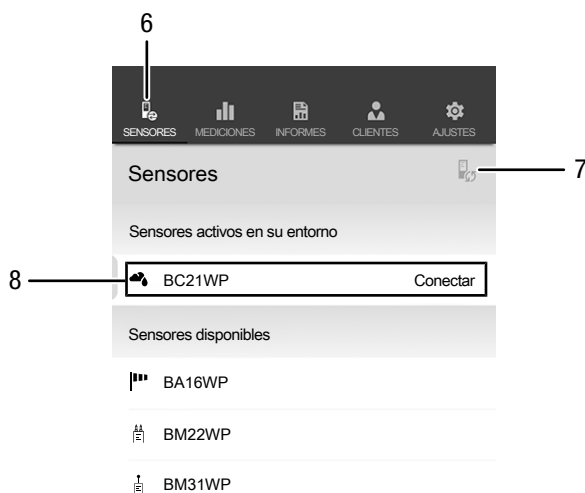 6
SENSORES MEDICIONES INFORMES CLIENTES AJUSTES
Sensores
7
Sensores activos en su entorno
8
BC21WP Conectar
Sensores disponibles
BA16WP
BM22WP
BM31WP